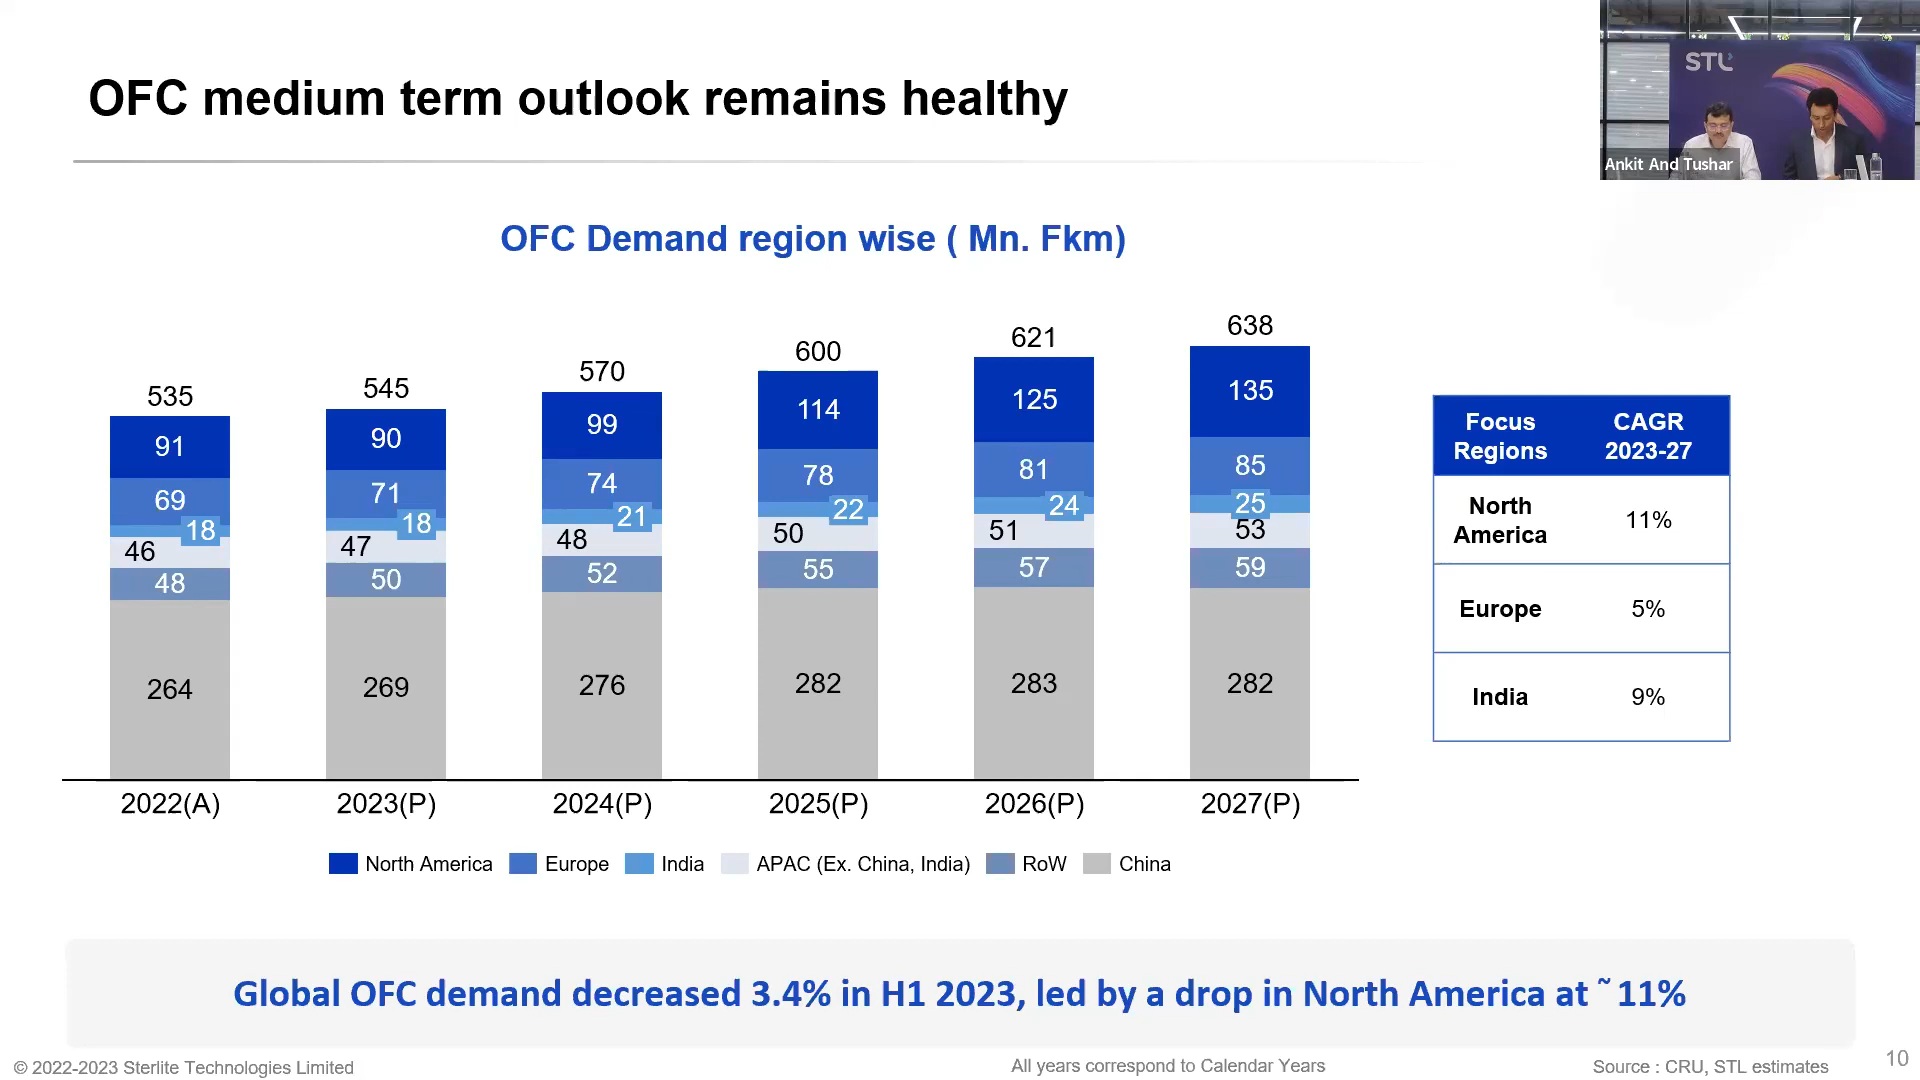 OFC medium term outlook remains healthy
STL
Ankit And Tushar
OFC Demand region wise ( Mn. Fkm)
535
545
570
600
621
638
91
90
99
114
125
135
69
71
74
78
81
85
18
18
21
22
24
25
46
47
48
50
51
53
48
50
52
55
57
59
264
269
276
282
283
282
2022(A)
2023(P)
2024(P)
2025(P)
2026(P)
2027(P)
North America
Europe
India
APAC (Ex. China, India)
RoW
China
Focus Regions
CAGR 2023-27
North America
11%
Europe
5%
India
9%
Global OFC demand decreased 3.4% in H1 2023, led by a drop in North America at ˜ 11%
© 2022-2023 Sterlite Technologies Limited
All years correspond to Calendar Years
Source : CRU, STL estimates
10